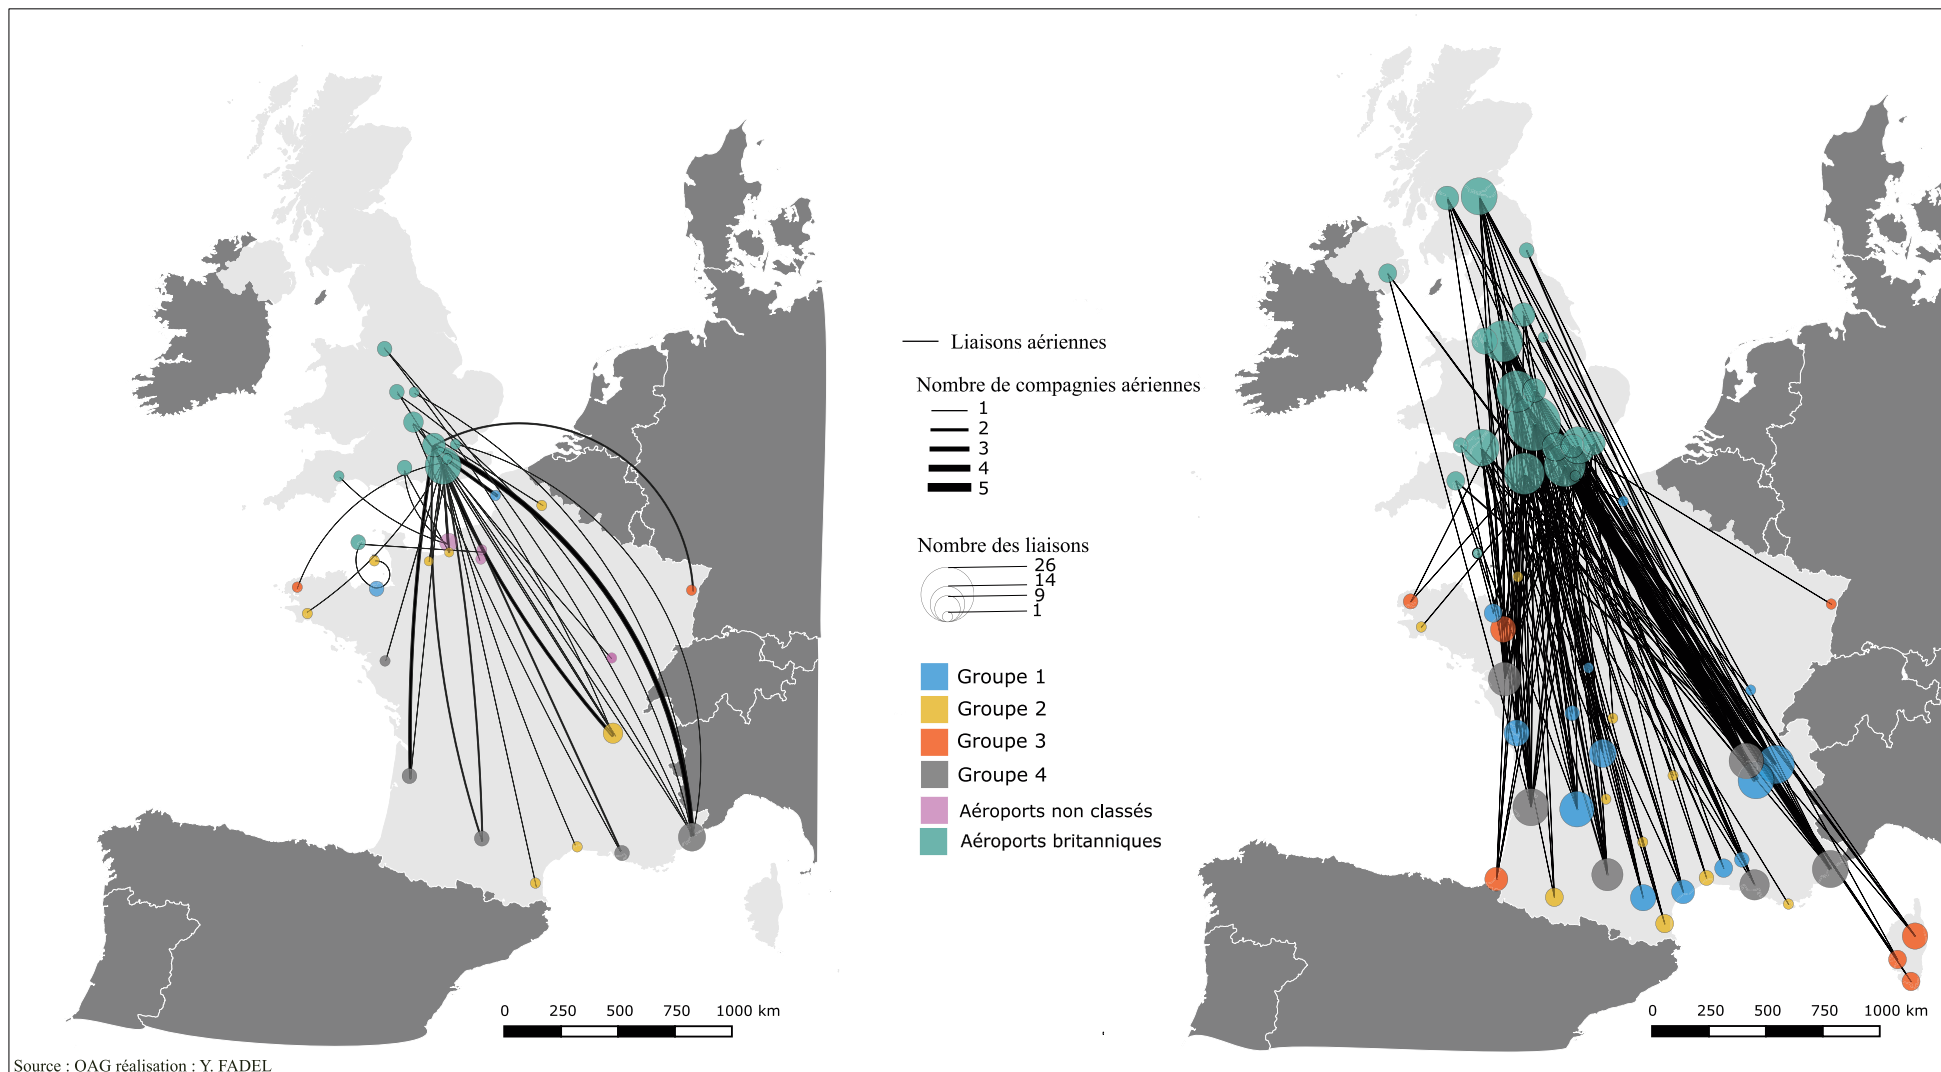 Liaisons aériennes
Nombre de compagnies aériennes
1
2
3
4
5
Nombre des liaisons
26
14
9
1
Groupe 1
Groupe 2
Groupe 3
Groupe 4
Aéroports non classés
Aéroports britanniques
0 250 500 750 1000 km
0 250 500 750 1000 km
Source : OAG réalisation : Y. FADEL